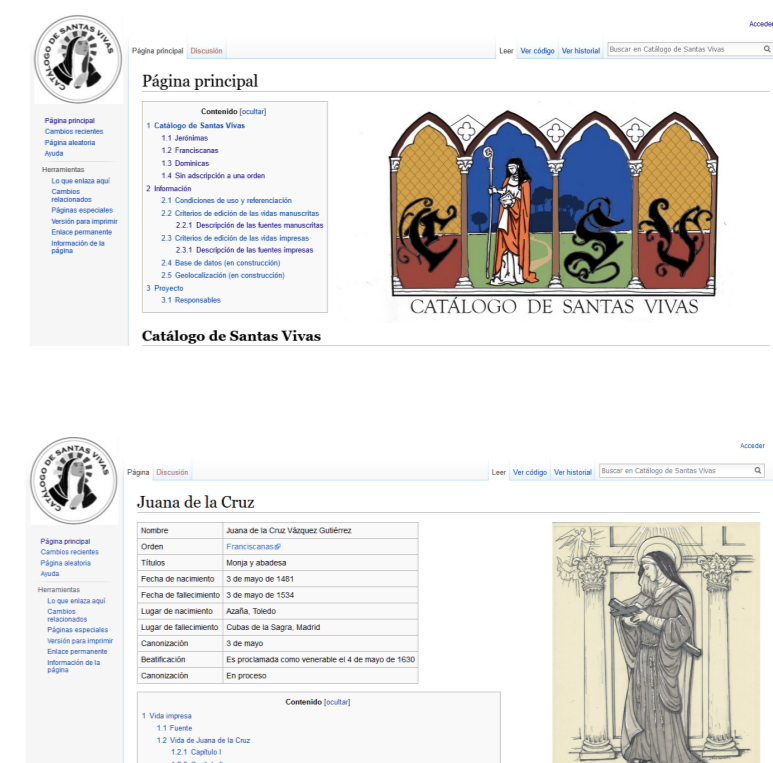 CATÁLOGO DE SANTAS VIVAS
Acceder
Página principal Discusión
Leer Ver código Ver historial Buscar en Catálogo de Santas Vivas
Página principal
Página principal
Cambios recientes
Página aleatoria
Ayuda
Herramientas
Lo que enlaza aquí
Cambios
relacionados
Páginas especiales
Versión para imprimir
Enlace permanente
Información de la
página
Contenido [ocultar]
1 Catálogo de Santas Vivas
1.1 Jerónimas
1.2 Franciscanas
1.3 Dominicas
1.4 Sin adscripción a una orden
2 Información
2.1 Condiciones de uso y referenciación
2.2 Criterios de edición de las vidas manuscritas
2.2.1 Descripción de las fuentes manuscritas
2.3 Criterios de edición de las vidas impresas
2.3.1 Descripción de las fuentes impresas
2.4 Base de datos (en construcción)
2.5 Geolocalización (en construcción)
3 Proyecto
3.1 Responsables
C S V
CATÁLOGO DE SANTAS VIVAS
Catálogo de Santas Vivas
CATÁLOGO DE SANTAS VIVAS
Acceder
Página Discusión
Leer Ver código Ver historial Buscar en Catálogo de Santas Vivas
Juana de la Cruz
Página principal
Cambios recientes
Página aleatoria
Ayuda
Herramientas
Lo que enlaza aquí
Cambios
relacionados
Páginas especiales
Versión para imprimir
Enlace permanente
Información de la
página
Nombre Juana de la Cruz Vázquez Gutiérrez
Orden Franciscanas
Títulos Monja y abadesa
Fecha de nacimiento 3 de mayo de 1481
Fecha de fallecimiento 3 de mayo de 1534
Lugar de nacimiento Azaña, Toledo
Lugar de fallecimiento Cubas de la Sagra, Madrid
Canonización 3 de mayo
Beatificación Es proclamada como venerable el 4 de mayo de 1630
Canonización En proceso
Contenido [ocultar]
1 Vida impresa
1.1 Fuente
1.2 Vida de Juana de la Cruz
1.2.1 Capítulo I